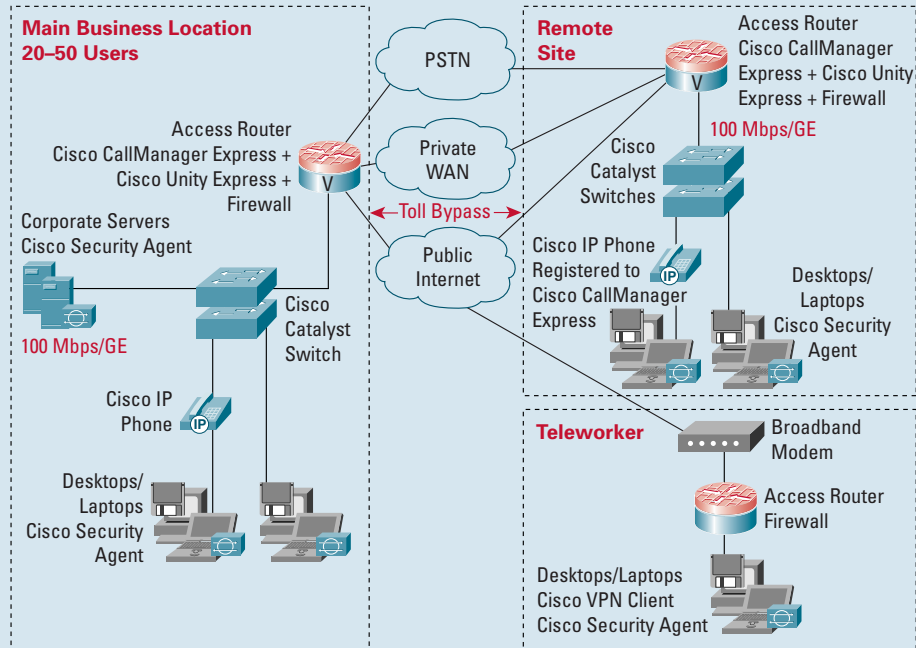 Main Business Location
20–50 Users
Access Router
Cisco CallManager Express +
Cisco Unity Express +
Firewall
V
Corporate Servers
Cisco Security Agent
100 Mbps/GE
Cisco
Catalyst
Switch
Cisco IP
Phone
IP
Desktops/
Laptops
Cisco Security
Agent
PSTN
Private
WAN
Toll Bypass
Public
Internet
Remote
Site
Access Router
Cisco CallManager
Express + Cisco Unity
Express + Firewall
V
100 Mbps/GE
Cisco
Catalyst
Switches
Cisco IP Phone
Registered to
Cisco CallManager
Express
IP
Desktops/
Laptops
Cisco Security
Agent
Teleworker
Broadband
Modem
Access Router
Firewall
Desktops/Laptops
Cisco VPN Client
Cisco Security Agent